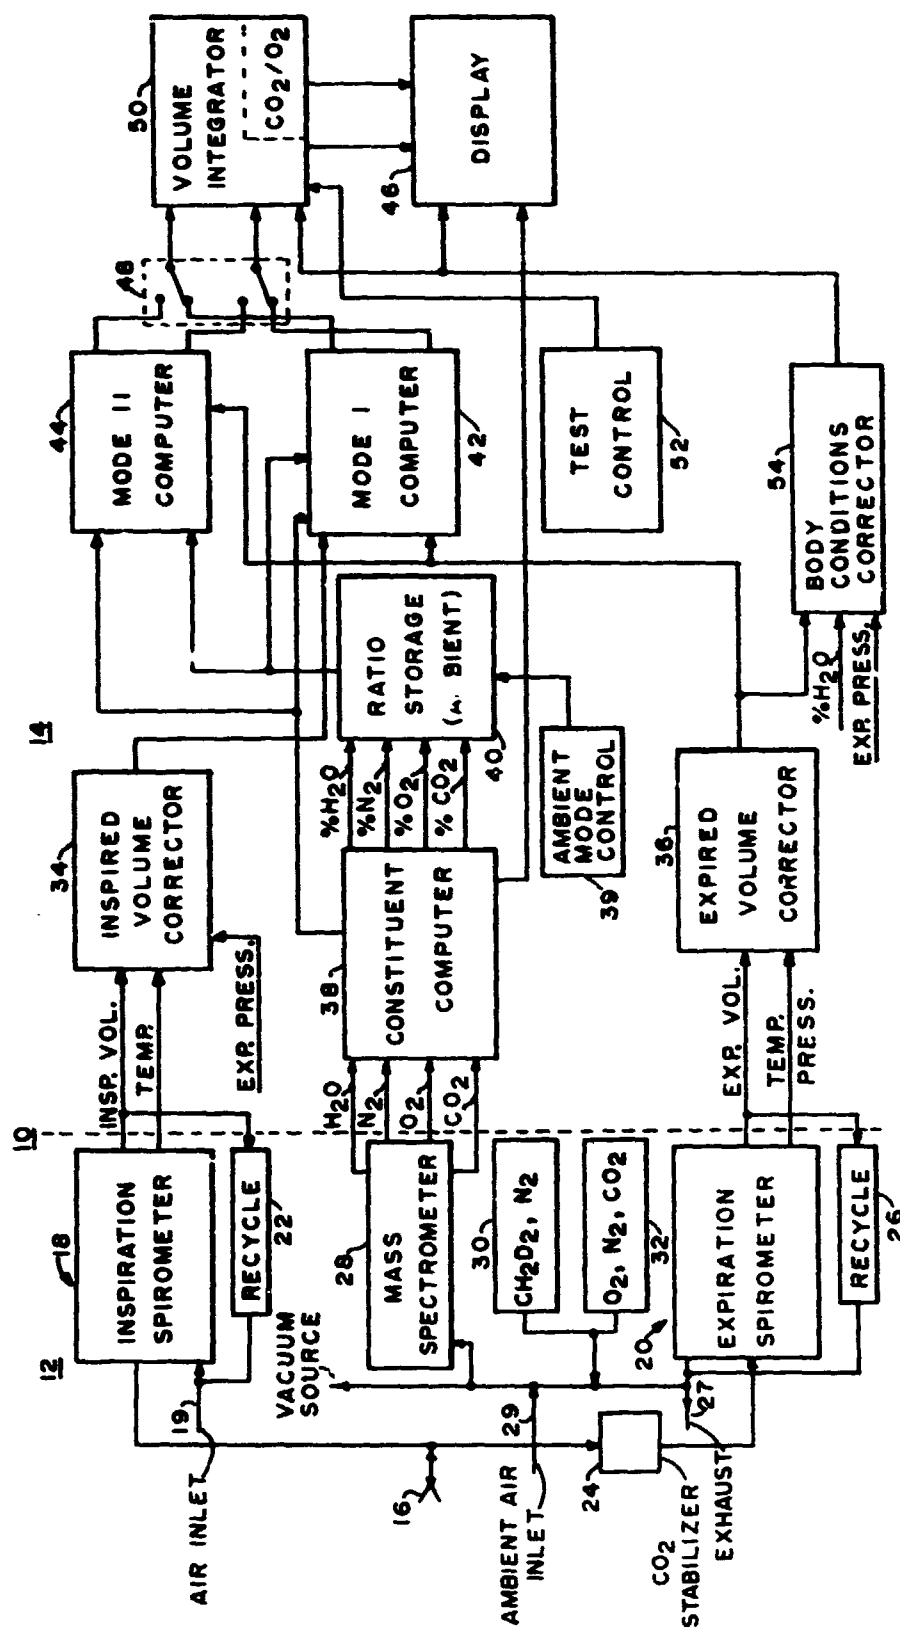 10
12
14
18
INSPIRATION
SPIROMETER
19
AIR INLET
RECYCLE
22
VACUUM
SOURCE
16
28
MASS
SPECTROMETER
29
AMBIENT AIR
INLET
30
CH2D2, N2
O2, N2, CO2
32
24
CO2
STABILIZER
EXHAUST
27
20
EXPIRATION
SPIROMETER
RECYCLE
26
INSP. VOL.
TEMP.
34
INSPIRED
VOLUME
CORRECTOR
EXP. PRESS.
H2O
N2
O2
CO2
38
CONSTITUENT
COMPUTER
%H2O
%N2
%O2
%CO2
RATIO
STORAGE
40
AMBIENT
MODE
CONTROL
39
EXP. VOL.
TEMP.
PRESS.
36
EXPIRED
VOLUME
CORRECTOR
%H2O
EXP. PRESS.
54
BODY
CONDITIONS
CORRECTOR
44
MODE II
COMPUTER
MODE I
COMPUTER
42
TEST
CONTROL
52
48
50
VOLUME
INTEGRATOR
CO2/O2
46
DISPLAY